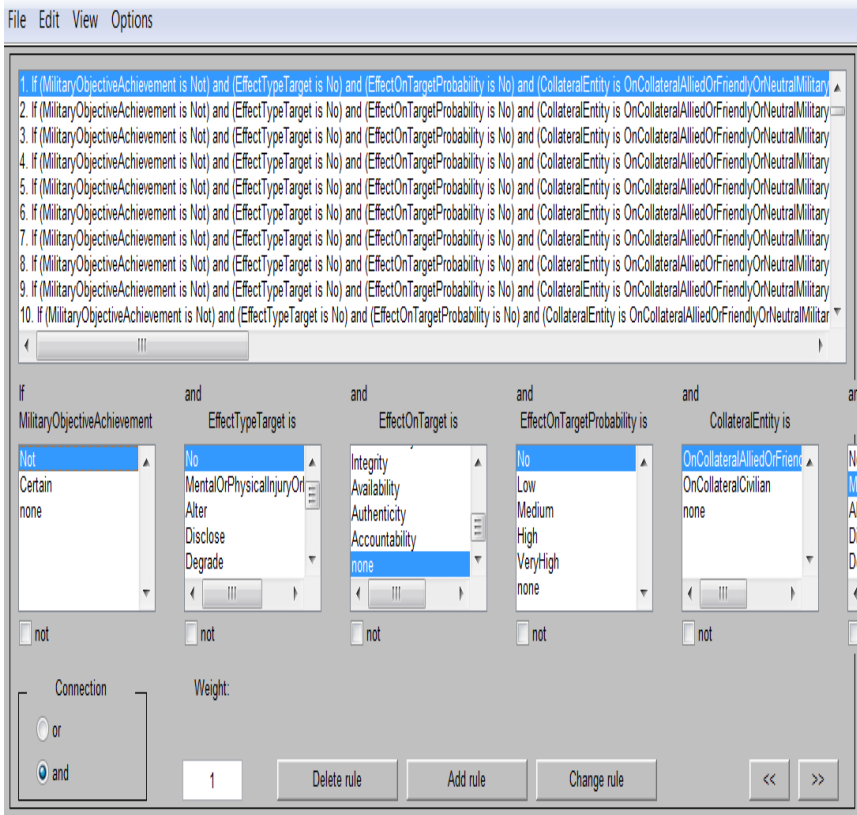 File Edit View Options
1. If (MilitaryObjectiveAchievement is Not) and (EffectTypeTarget is No) and (EffectOnTargetProbability is No) and (CollateralEntity is OnCollateralAlliedOrFriendlyOrNeutralMilitary
2. If (MilitaryObjectiveAchievement is Not) and (EffectTypeTarget is No) and (EffectOnTargetProbability is No) and (CollateralEntity is OnCollateralAlliedOrFriendlyOrNeutralMilitary
3. If (MilitaryObjectiveAchievement is Not) and (EffectTypeTarget is No) and (EffectOnTargetProbability is No) and (CollateralEntity is OnCollateralAlliedOrFriendlyOrNeutralMilitary
4. If (MilitaryObjectiveAchievement is Not) and (EffectTypeTarget is No) and (EffectOnTargetProbability is No) and (CollateralEntity is OnCollateralAlliedOrFriendlyOrNeutralMilitary
5. If (MilitaryObjectiveAchievement is Not) and (EffectTypeTarget is No) and (EffectOnTargetProbability is No) and (CollateralEntity is OnCollateralAlliedOrFriendlyOrNeutralMilitary
6. If (MilitaryObjectiveAchievement is Not) and (EffectTypeTarget is No) and (EffectOnTargetProbability is No) and (CollateralEntity is OnCollateralAlliedOrFriendlyOrNeutralMilitary
7. If (MilitaryObjectiveAchievement is Not) and (EffectTypeTarget is No) and (EffectOnTargetProbability is No) and (CollateralEntity is OnCollateralAlliedOrFriendlyOrNeutralMilitary
8. If (MilitaryObjectiveAchievement is Not) and (EffectTypeTarget is No) and (EffectOnTargetProbability is No) and (CollateralEntity is OnCollateralAlliedOrFriendlyOrNeutralMilitary
9. If (MilitaryObjectiveAchievement is Not) and (EffectTypeTarget is No) and (EffectOnTargetProbability is No) and (CollateralEntity is OnCollateralAlliedOrFriendlyOrNeutralMilitary
10. If (MilitaryObjectiveAchievement is Not) and (EffectTypeTarget is No) and (EffectOnTargetProbability is No) and (CollateralEntity is OnCollateralAlliedOrFriendlyOrNeutralMilitar
If
MilitaryObjectiveAchievement
Not
Certain
none
not
and
EffectTypeTarget is
No
MentalOrPhysicalInjuryOrl
Alter
Disclose
Degrade
not
and
EffectOnTarget is
Integrity
Availability
Authenticity
Accountability
none
not
and
EffectOnTargetProbability is
No
Low
Medium
High
VeryHigh
none
not
and
CollateralEntity is
OnCollateralAlliedOrFriend
OnCollateralCivilian
none
not
Connection
or
and
Weight:
1
Delete rule
Add rule
Change rule
<<
>>